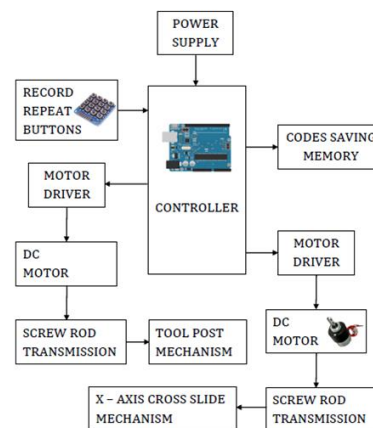 POWER
SUPPLY
RECORD
REPEAT
BUTTONS
CODES SAVING
MEMORY
MOTOR
DRIVER
CONTROLLER
MOTOR
DRIVER
DC
MOTOR
DC
MOTOR
SCREW ROD
TRANSMISSION
TOOL POST
MECHANISM
X – AXIS CROSS SLIDE
MECHANISM
SCREW ROD
TRANSMISSION